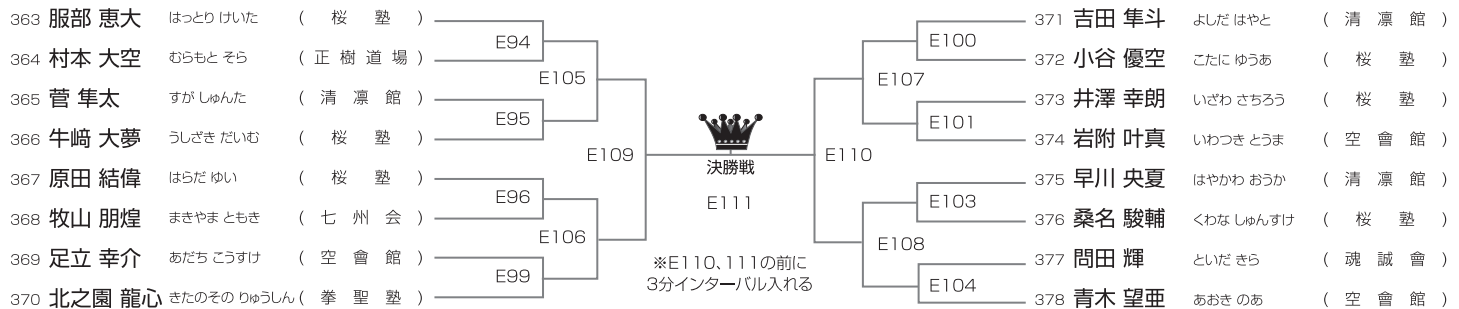 363 服部 恵大 はっとり けいた ( 桜 塾 )
364 村本 大空 むらもと そら ( 正 樹 道 場 )
365 菅 隼太 すが しゅんた ( 清 凛 館 )
366 牛﨑 大夢 うしざき だいむ ( 桜 塾 )
367 原田 結偉 はらだ ゆい ( 桜 塾 )
368 牧山 朋煌 まきやま ともき ( 七 州 会 )
369 足立 幸介 あだち こうすけ ( 空 會 館 )
370 北之園 龍心 きたのその りゅうしん ( 拳 聖 塾 )
E94
E105
E95
E109
E96
E106
E99
決勝戦
E111
※E110、111の前に
3分インターバル入れる
E100
E107
E101
E110
E103
E108
E104
371 吉田 隼斗 よしだ はやと ( 清 凛 館 )
372 小谷 優空 こたに ゆうあ ( 桜 塾 )
373 井澤 幸朗 いざわ さちろう ( 桜 塾 )
374 岩附 叶真 いわつき とうま ( 空 會 館 )
375 早川 央夏 はやかわ おうか ( 清 凛 館 )
376 桑名 駿輔 くわな しゅんすけ ( 桜 塾 )
377 問田 輝 といだ きら ( 魂 誠 會 )
378 青木 望亜 あおき のあ ( 空 會 館 )